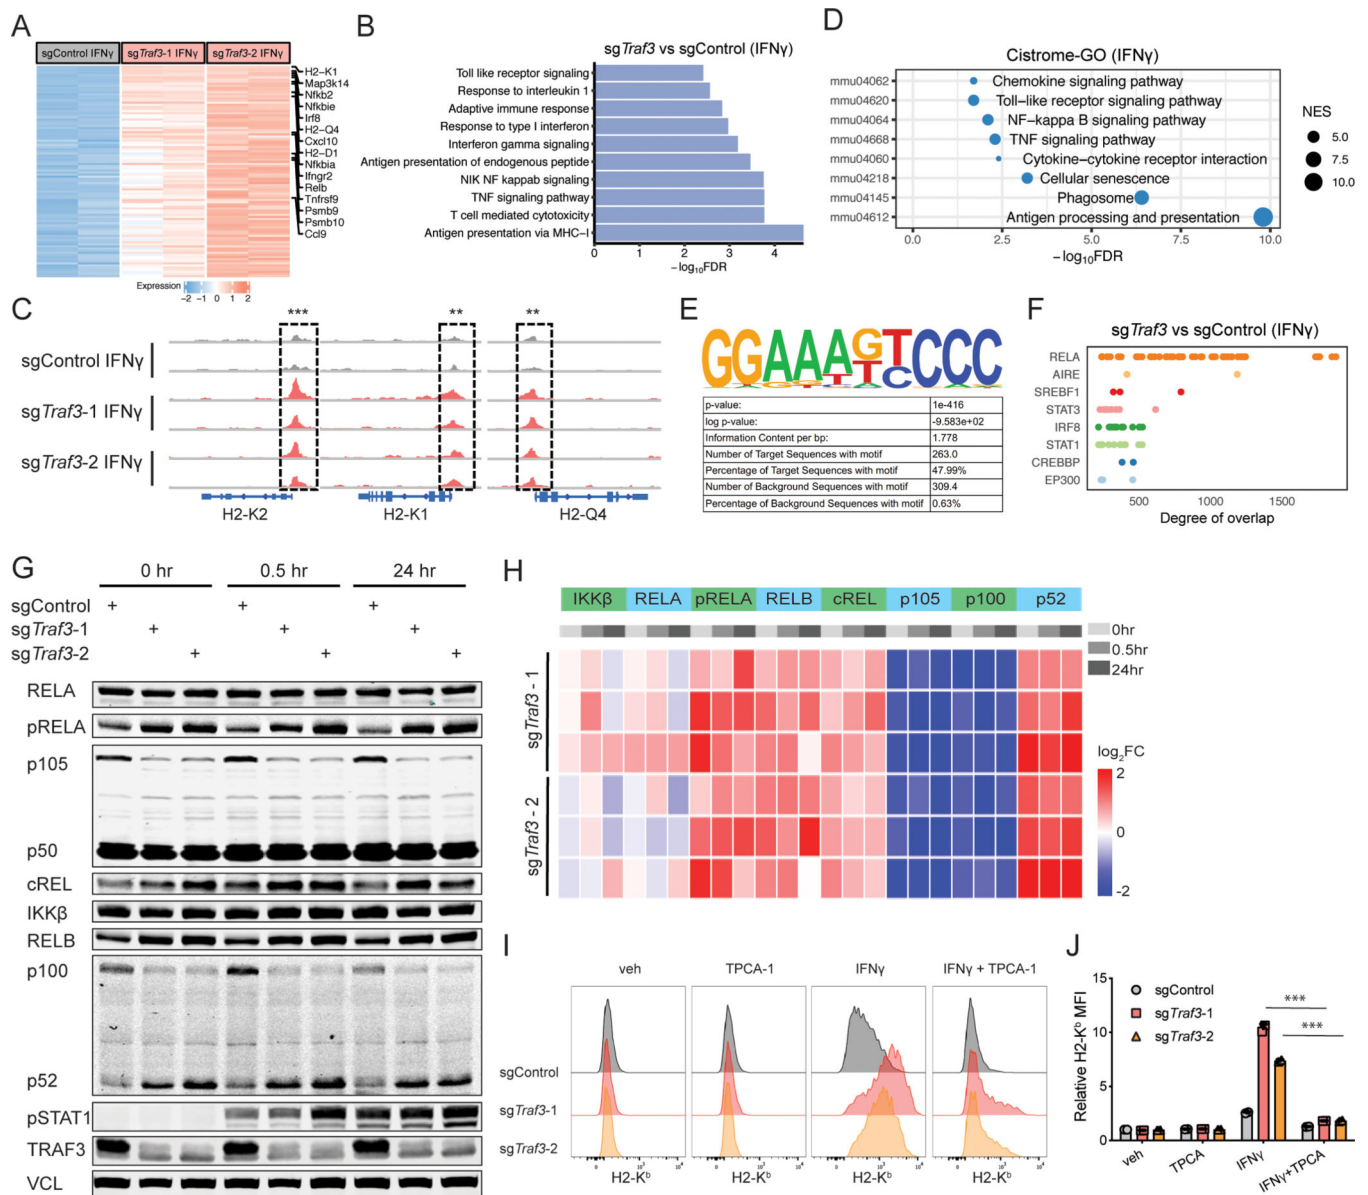 A
sgControl IFNγ
sgTraf3-1 IFNγ
sgTraf3-2 IFNγ
H2-K1
Map3k14
Nfkb2
Nfkbie
Irf8
H2-Q4
Cxcl10
H2-D1
Nfkbia
Ifngr2
Relb
Tnfrsf9
Psmb9
Psmb10
Ccl9
Expression
-2 -1 0 1 2
B
sgTraf3 vs sgControl (IFNγ)
Toll like receptor signaling
Response to interleukin 1
Adaptive immune response
Response to type I interferon
Interferon gamma signaling
Antigen presentation of endogenous peptide
NIK NF kappab signaling
TNF signaling pathway
T cell mediated cytotoxicity
Antigen presentation via MHC-I
0 1 2 3 4
-log10FDR
D
Cistrome-GO (IFNγ)
mmu04062 Chemokine signaling pathway
mmu04620 Toll-like receptor signaling pathway
mmu04064 NF-kappa B signaling pathway
mmu04668 TNF signaling pathway
mmu04060 Cytokine-cytokine receptor interaction
mmu04218 Cellular senescence
mmu04145 Phagosome
mmu04612 Antigen processing and presentation
0.0 2.5 5.0 7.5 10.0
-log10FDR
NES
5.0
7.5
10.0
C
*** ** **
sgControl IFNγ
sgTraf3-1 IFNγ
sgTraf3-2 IFNγ
H2-K2 H2-K1 H2-Q4
E
GGAAAGTCCC
p-value: 1e-416
log p-value: -9.583e+02
Information Content per bp: 1.778
Number of Target Sequences with motif 263.0
Percentage of Target Sequences with motif 47.99%
Number of Background Sequences with motif 309.4
Percentage of Background Sequences with motif 0.63%
F
sgTraf3 vs sgControl (IFNγ)
RELA
AIRE
SREBF1
STAT3
IRF8
STAT1
CREBBP
EP300
500 1000 1500
Degree of overlap
G
0 hr 0.5 hr 24 hr
sgControl + + +
sgTraf3-1 + + +
sgTraf3-2 + + +
RELA
pRELA
p105
p50
cREL
IKKβ
RELB
p100
p52
pSTAT1
TRAF3
VCL
H
IKKβ RELA pRELA RELB cREL p105 p100 p52
0hr
0.5hr
24hr
sgTraf3 - 1
sgTraf3 - 2
log2FC
2
0
-2
I
veh TPCA-1 IFNγ IFNγ + TPCA-1
sgControl
sgTraf3-1
sgTraf3-2
0 10³ 10⁴ 0 10³ 10⁴ 0 10³ 10⁴ 0 10³ 10⁴
H2-Kᵇ H2-Kᵇ H2-Kᵇ H2-Kᵇ
J
Relative H2-Kᵇ MFI
15
10
5
0
sgControl
sgTraf3-1
sgTraf3-2
***
***
veh TPCA IFNγ IFNγ+TPCA